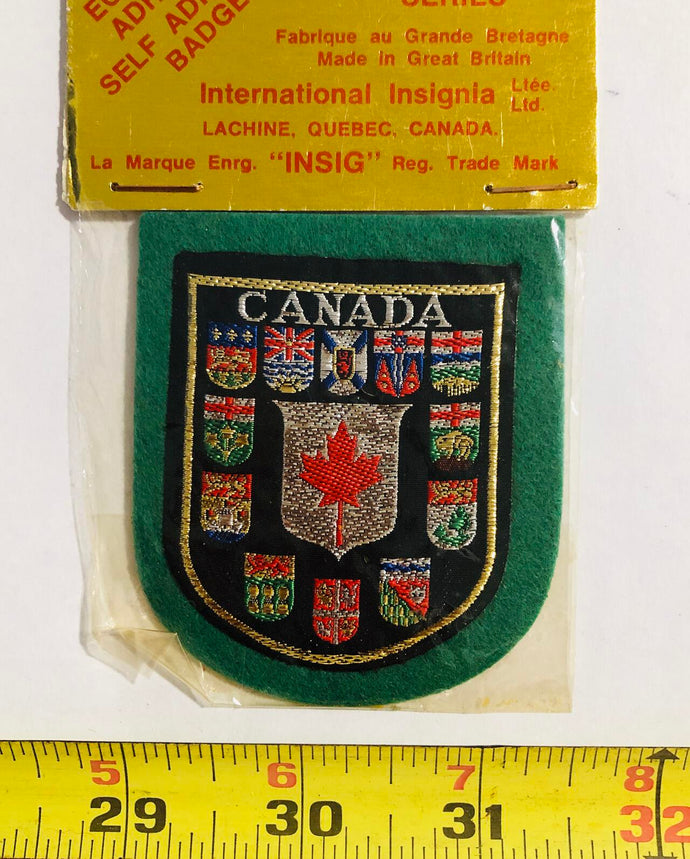 SERIES
ADH
SELF AD
BADGE
Fabrique au Grande Bretagne
Made in Great Britain
International Insignia Ltée. Ltd.
LACHINE, QUEBEC, CANADA.
La Marque Enrg. "INSIG" Reg. Trade Mark
CANADA
5 6 7 8
29 30 31 32